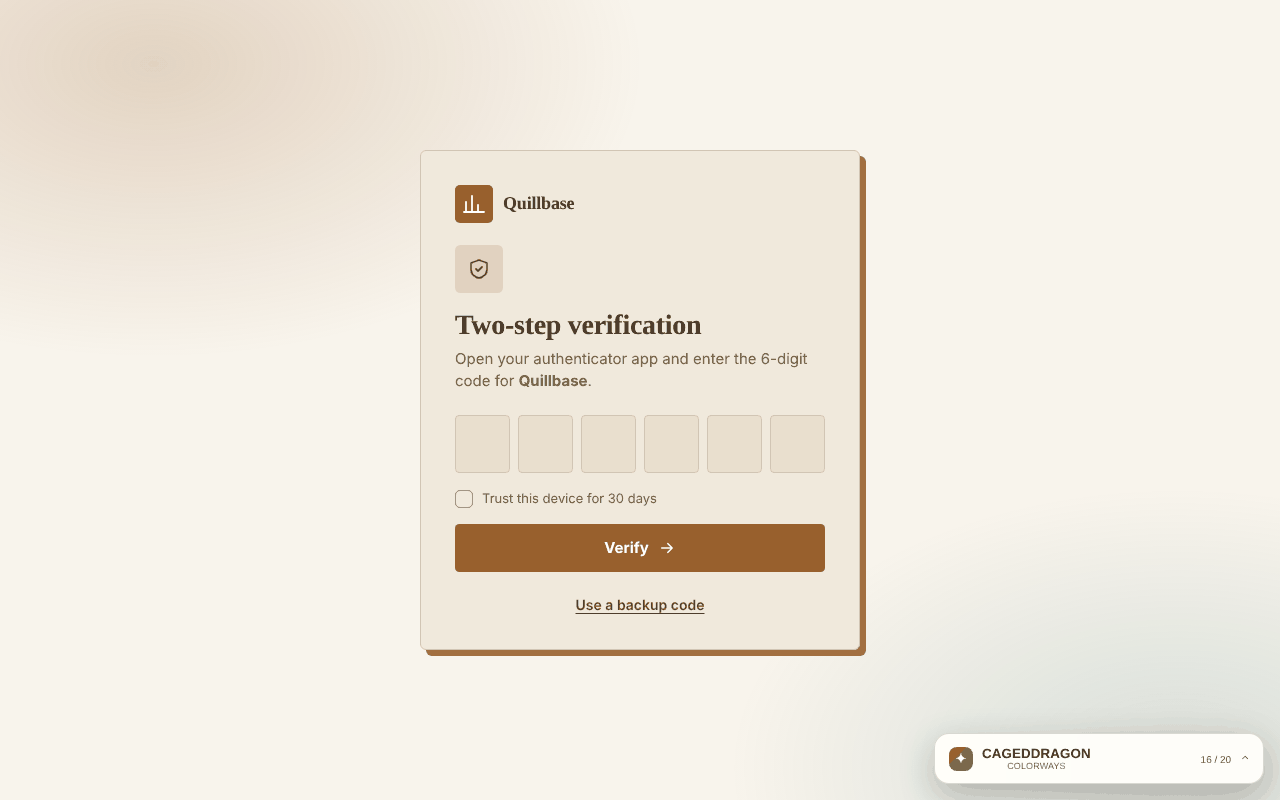 Quillbase
Two-step verification
Open your authenticator app and enter the 6-digit
code for Quillbase.
Trust this device for 30 days
Verify
Use a backup code
CAGEDDRAGON
COLORWAYS
16 / 20